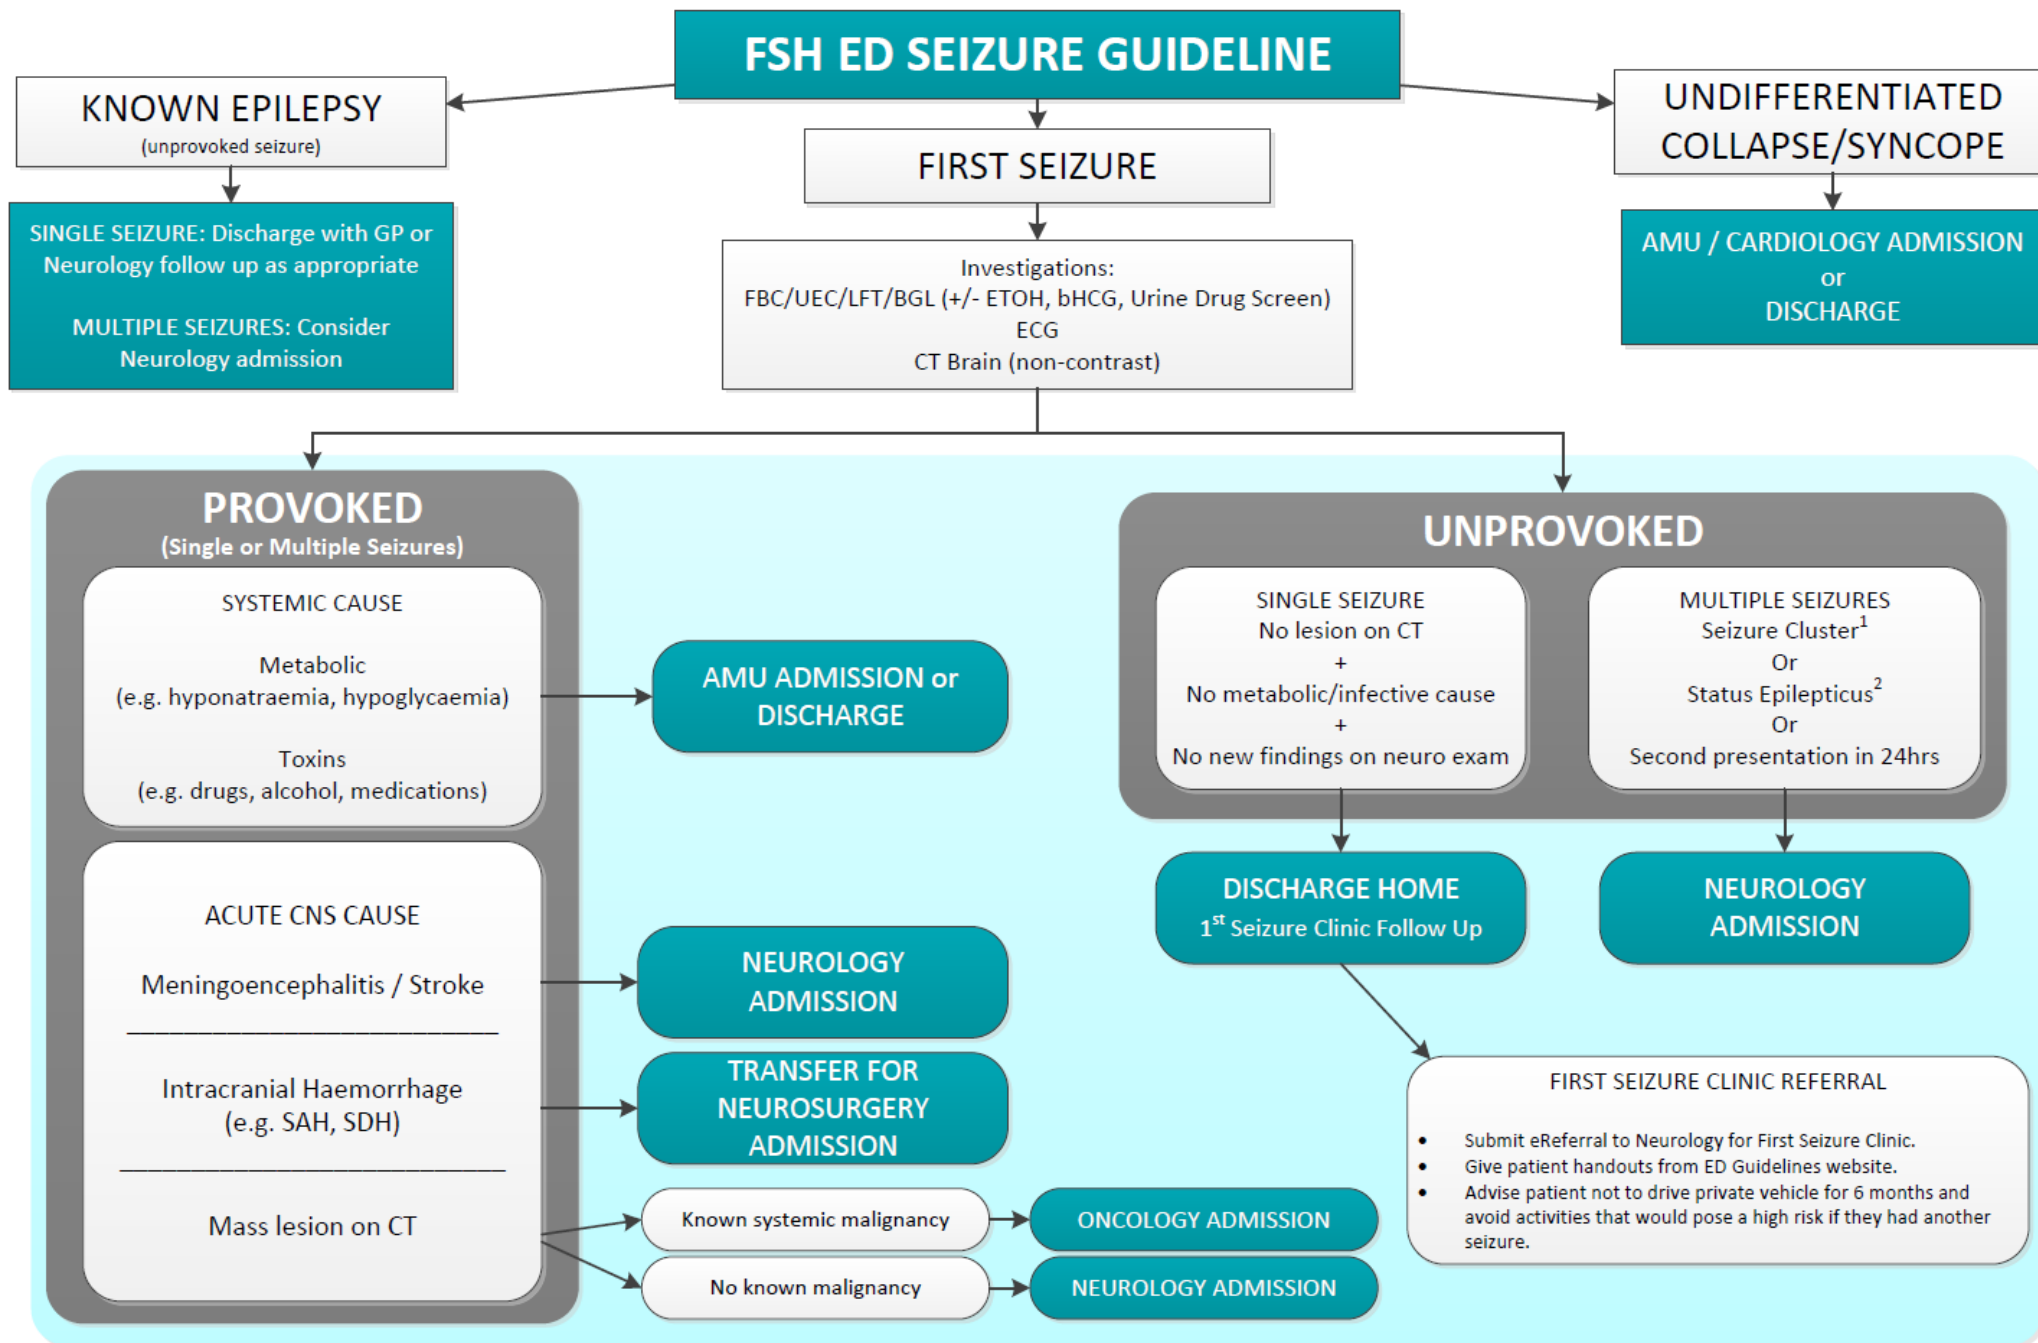 FSH ED SEIZURE GUIDELINE
KNOWN EPILEPSY
(unprovoked seizure)
SINGLE SEIZURE: Discharge with GP or
Neurology follow up as appropriate
MULTIPLE SEIZURES: Consider
Neurology admission
FIRST SEIZURE
Investigations:
FBC/UEC/LFT/BGL (+/- ETOH, bHCG, Urine Drug Screen)
ECG
CT Brain (non-contrast)
UNDIFFERENTIATED
COLLAPSE/SYNCOPE
AMU / CARDIOLOGY ADMISSION
or
DISCHARGE
PROVOKED
(Single or Multiple Seizures)
SYSTEMIC CAUSE
Metabolic
(e.g. hyponatraemia, hypoglycaemia)
Toxins
(e.g. drugs, alcohol, medications)
AMU ADMISSION or
DISCHARGE
ACUTE CNS CAUSE
Meningoencephalitis / Stroke
NEUROLOGY
ADMISSION
Intracranial Haemorrhage
(e.g. SAH, SDH)
TRANSFER FOR
NEUROSURGERY
ADMISSION
Mass lesion on CT
Known systemic malignancy
ONCOLOGY ADMISSION
No known malignancy
NEUROLOGY ADMISSION
UNPROVOKED
SINGLE SEIZURE
No lesion on CT
+
No metabolic/infective cause
+
No new findings on neuro exam
MULTIPLE SEIZURES
Seizure Cluster¹
Or
Status Epilepticus²
Or
Second presentation in 24hrs
DISCHARGE HOME
1st Seizure Clinic Follow Up
NEUROLOGY
ADMISSION
FIRST SEIZURE CLINIC REFERRAL
• Submit eReferral to Neurology for First Seizure Clinic.
• Give patient handouts from ED Guidelines website.
• Advise patient not to drive private vehicle for 6 months and
avoid activities that would pose a high risk if they had another
seizure.